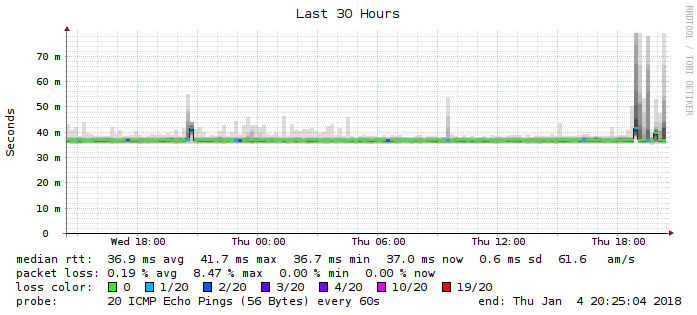 Last 30 Hours
RRDTOOL / TOBI OETIKER
Seconds
70 m
60 m
50 m
40 m
30 m
20 m
10 m
0
Wed 18:00 Thu 00:00 Thu 06:00 Thu 12:00 Thu 18:00
median rtt: 36.9 ms avg 41.7 ms max 36.7 ms min 37.0 ms now 0.6 ms sd 61.6 am/s
packet loss: 0.19 % avg 8.47 % max 0.00 % min 0.00 % now
loss color: 0 1/20 2/20 3/20 4/20 10/20 19/20
probe: 20 ICMP Echo Pings (56 Bytes) every 60s end: Thu Jan 4 20:25:04 2018